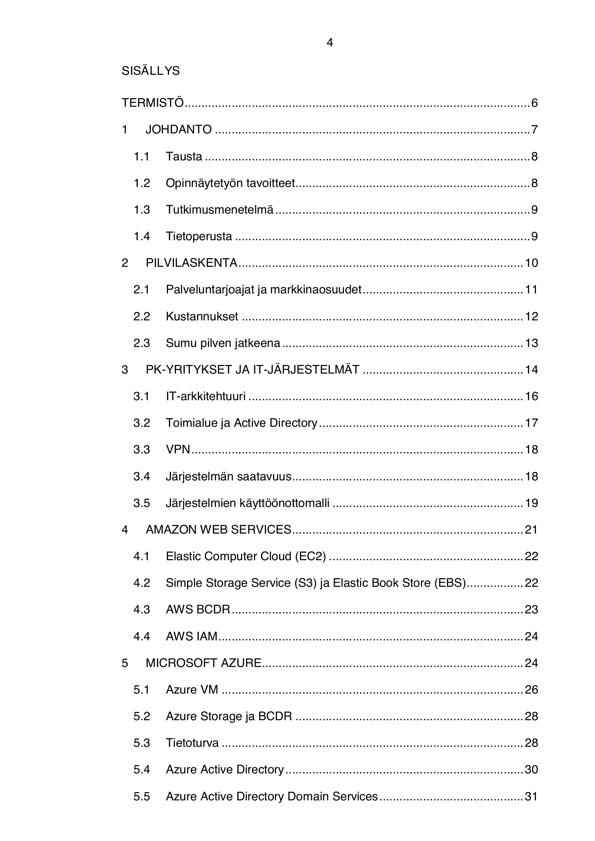 4
SISÄLLYS
TERMISTÖ........................................................................................................6
1 JOHDANTO ...............................................................................................7
1.1 Tausta ..................................................................................................8
1.2 Opinnäytetyön tavoitteet......................................................................8
1.3 Tutkimusmenetelmä ............................................................................9
1.4 Tietoperusta ........................................................................................9
2 PILVILASKENTA......................................................................................10
2.1 Palveluntarjoajat ja markkinaosuudet................................................11
2.2 Kustannukset ....................................................................................12
2.3 Sumu pilven jatkeena ........................................................................13
3 PK-YRITYKSET JA IT-JÄRJESTELMÄT ................................................14
3.1 IT-arkkitehtuuri ..................................................................................16
3.2 Toimialue ja Active Directory.............................................................17
3.3 VPN...................................................................................................18
3.4 Järjestelmän saatavuus.....................................................................18
3.5 Järjestelmien käyttöönottomalli .........................................................19
4 AMAZON WEB SERVICES.....................................................................21
4.1 Elastic Computer Cloud (EC2) ..........................................................22
4.2 Simple Storage Service (S3) ja Elastic Book Store (EBS).................22
4.3 AWS BCDR.......................................................................................23
4.4 AWS IAM...........................................................................................24
5 MICROSOFT AZURE..............................................................................24
5.1 Azure VM ..........................................................................................26
5.2 Azure Storage ja BCDR ....................................................................28
5.3 Tietoturva ..........................................................................................28
5.4 Azure Active Directory.......................................................................30
5.5 Azure Active Directory Domain Services...........................................31